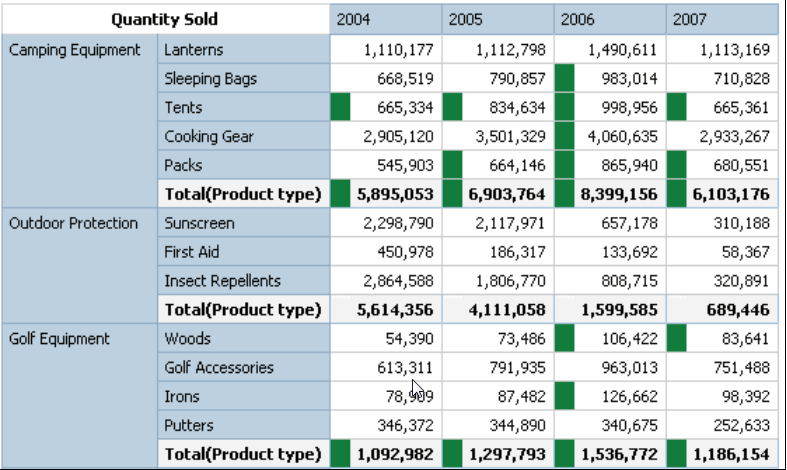 Quantity Sold 2004 2005 2006 2007
Camping Equipment Lanterns 1,110,177 1,112,798 1,490,611 1,113,169
Sleeping Bags 668,519 790,857 983,014 710,828
Tents 665,334 834,634 998,956 665,361
Cooking Gear 2,905,120 3,501,329 4,060,635 2,933,267
Packs 545,903 664,146 865,940 680,551
Total(Product type) 5,895,053 6,903,764 8,399,156 6,103,176
Outdoor Protection Sunscreen 2,298,790 2,117,971 657,178 310,188
First Aid 450,978 186,317 133,692 58,367
Insect Repellents 2,864,588 1,806,770 808,715 320,891
Total(Product type) 5,614,356 4,111,058 1,599,585 689,446
Golf Equipment Woods 54,390 73,486 106,422 83,641
Golf Accessories 613,311 791,935 963,013 751,488
Irons 78,909 87,482 126,662 98,392
Putters 346,372 344,890 340,675 252,633
Total(Product type) 1,092,982 1,297,793 1,536,772 1,186,154